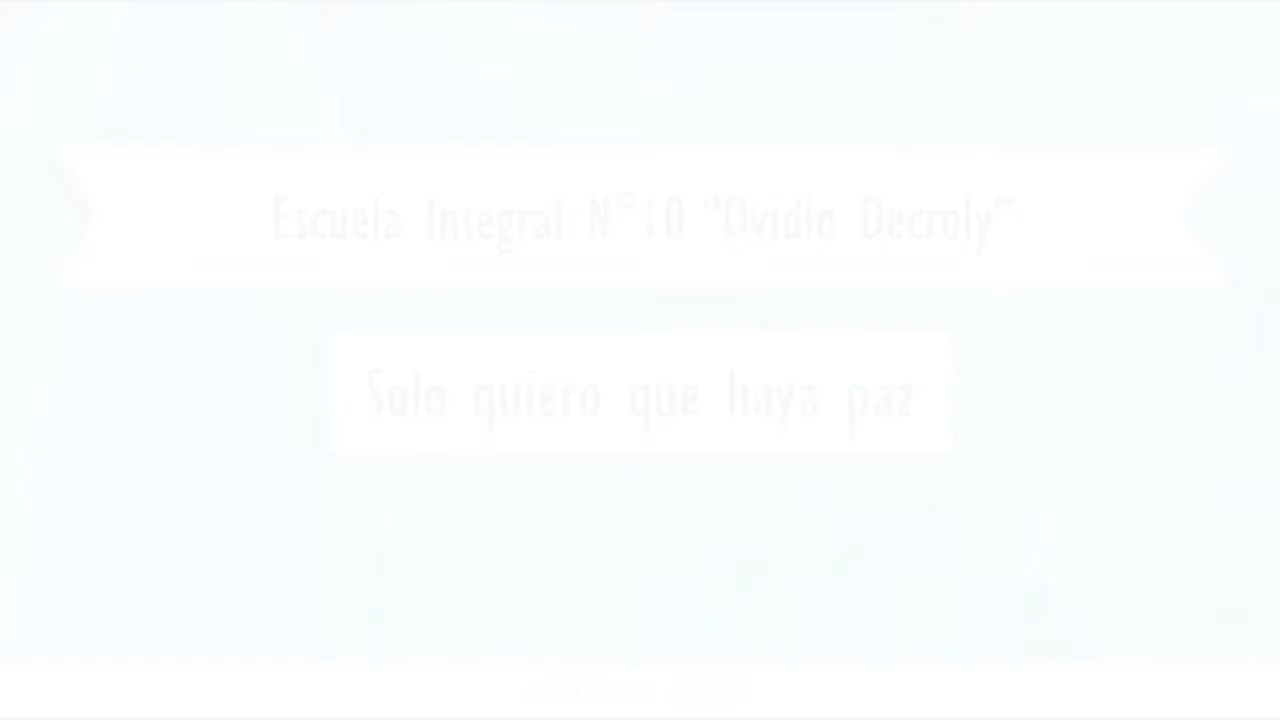 Escuela Integral N°10 “Ovidio Decroly”
Solo quiero que haya paz